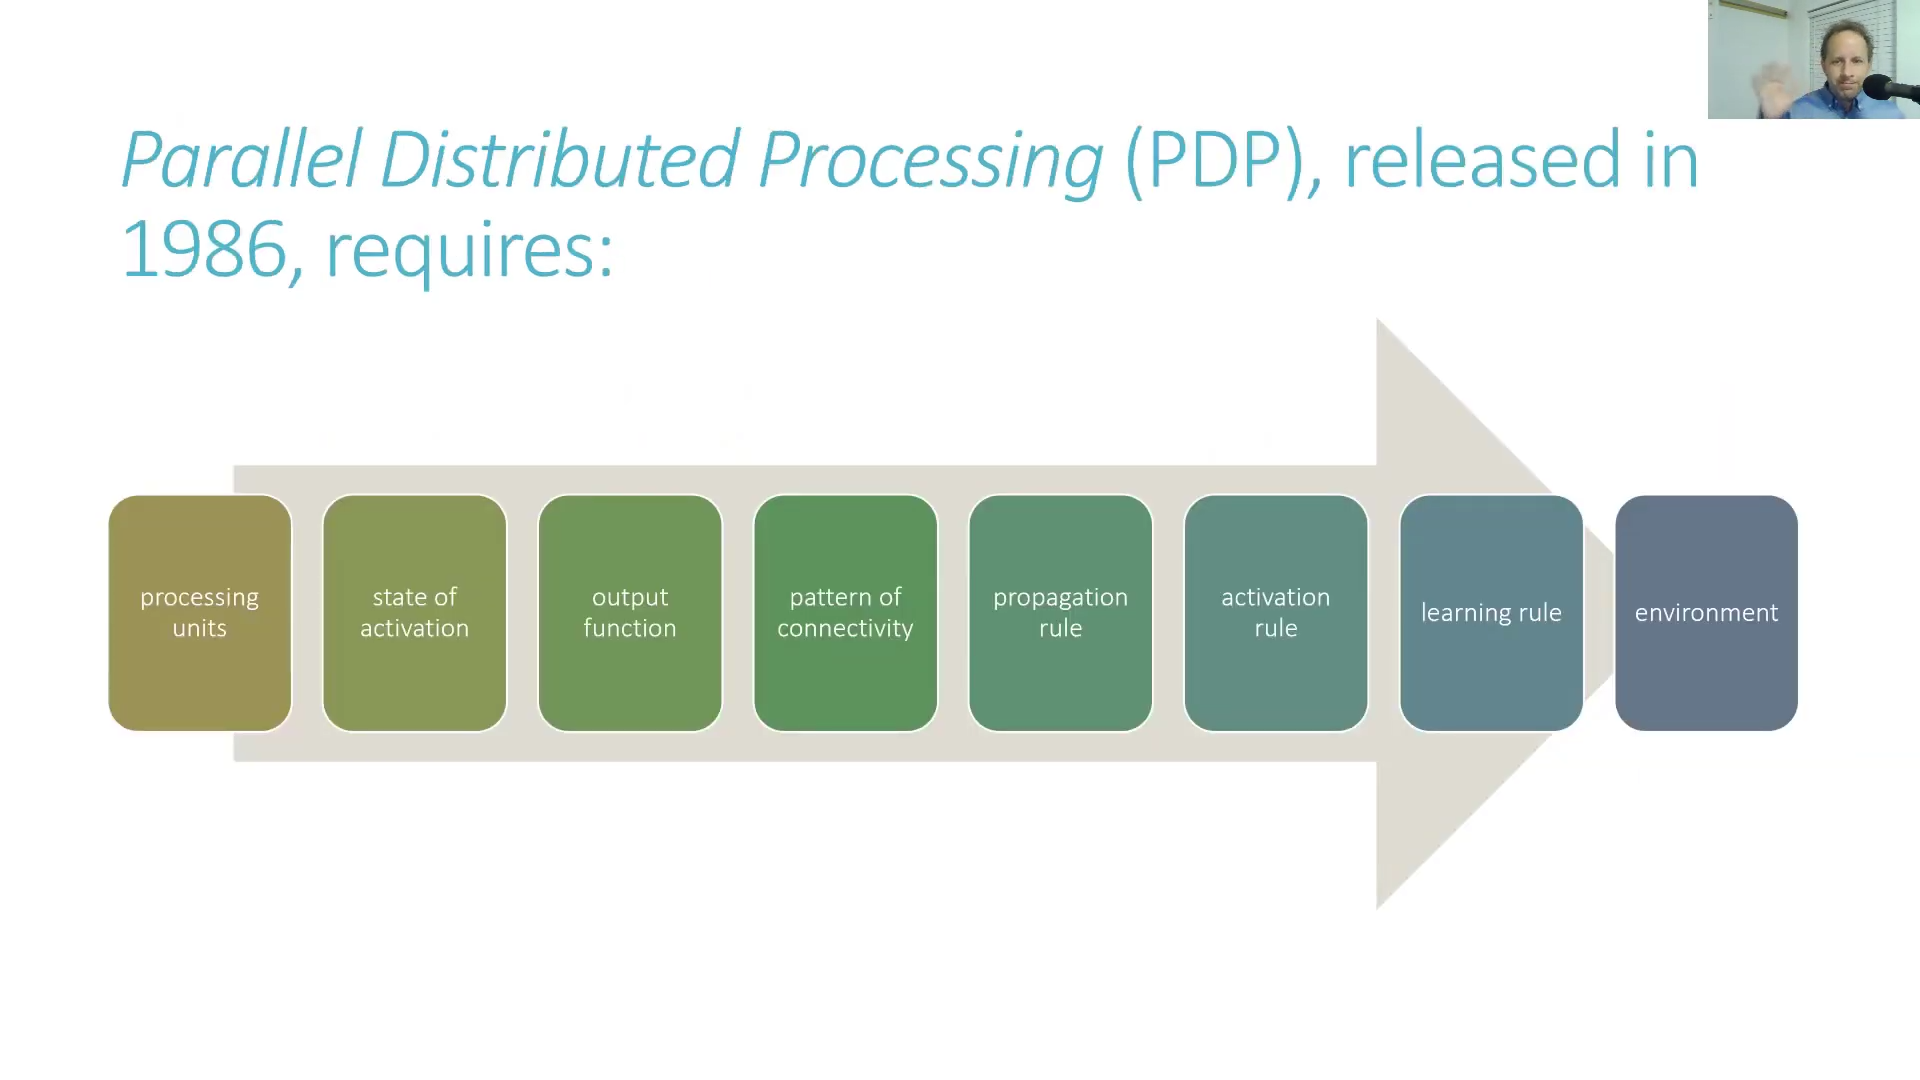 Parallel Distributed Processing (PDP), released in
1986, requires:
processing
units
state of
activation
output
function
pattern of
connectivity
propagation
rule
activation
rule
learning rule
environment